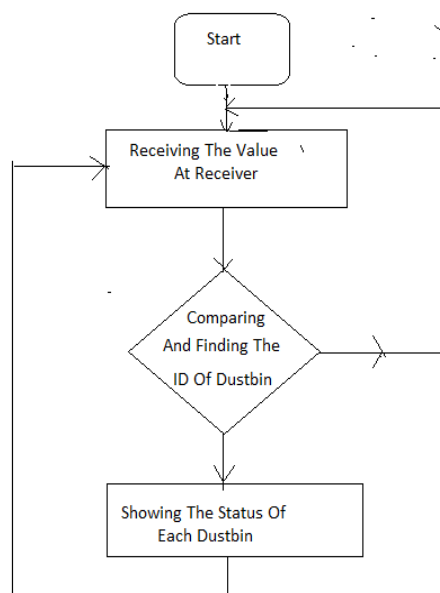 Start
Receiving The Value
At Receiver
Comparing
And Finding The
ID Of Dustbin
Showing The Status Of
Each Dustbin